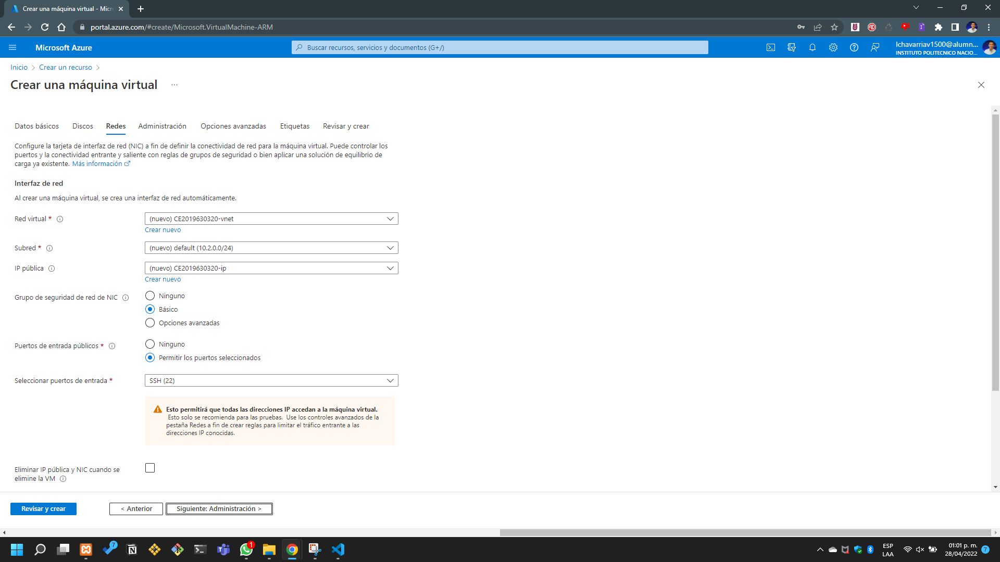 Crear una máquina virtual - Micr
portal.azure.com/#create/Microsoft.VirtualMachine-ARM
Microsoft Azure
Buscar recursos, servicios y documentos (G+/)
lchavarriav1500@alumn...
INSTITUTO POLITECNICO NACIO...
Inicio > Crear un recurso >
Crear una máquina virtual ...
Datos básicos Discos Redes Administración Opciones avanzadas Etiquetas Revisar y crear
Configure la tarjeta de interfaz de red (NIC) a fin de definir la conectividad de red para la máquina virtual. Puede controlar los
puertos y la conectividad entrante y saliente con reglas de grupos de seguridad o bien aplicar una solución de equilibrio de
carga ya existente. Más información
Interfaz de red
Al crear una máquina virtual, se crea una interfaz de red automáticamente.
Red virtual * (nuevo) CE2019630320-vnet
Crear nuevo
Subred * (nuevo) default (10.2.0.0/24)
IP pública (nuevo) CE2019630320-ip
Crear nuevo
Grupo de seguridad de red de NIC
Ninguno
Básico
Opciones avanzadas
Puertos de entrada públicos *
Ninguno
Permitir los puertos seleccionados
Seleccionar puertos de entrada * SSH (22)
Esto permitirá que todas las direcciones IP accedan a la máquina virtual.
Esto solo se recomienda para las pruebas. Use los controles avanzados de la
pestaña Redes a fin de crear reglas para limitar el tráfico entrante a las
direcciones IP conocidas.
Eliminar IP pública y NIC cuando se
elimine la VM
Revisar y crear < Anterior Siguiente: Administración >
7
1
ESP
LAA
01:01 p. m.
28/04/2022
7